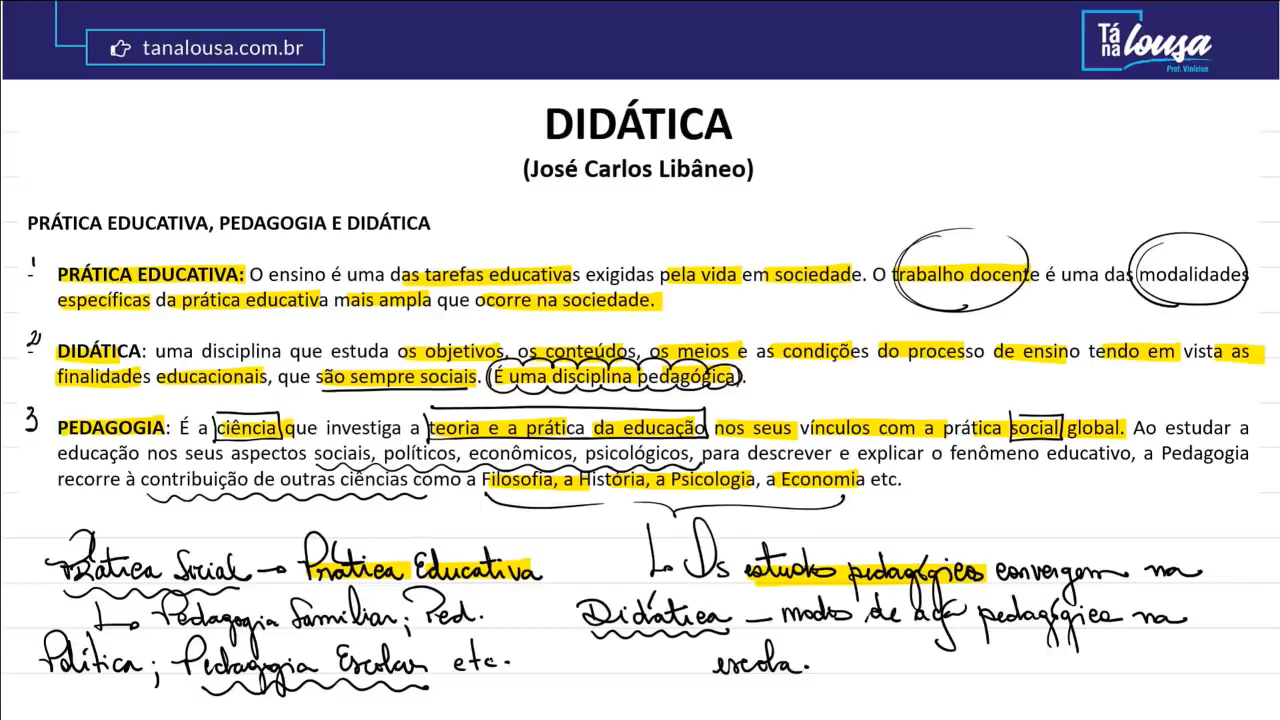 tanalousa.com.br
Tá na lousa
Prof. Vinícius
DIDÁTICA
(José Carlos Libâneo)
PRÁTICA EDUCATIVA, PEDAGOGIA E DIDÁTICA
1
- PRÁTICA EDUCATIVA: O ensino é uma das tarefas educativas exigidas pela vida em sociedade. O trabalho docente é uma das modalidades
específicas da prática educativa mais ampla que ocorre na sociedade.
2
- DIDÁTICA: uma disciplina que estuda os objetivos, os conteúdos, os meios e as condições do processo de ensino tendo em vista as
finalidades educacionais, que são sempre sociais. (É uma disciplina pedagógica).
3 PEDAGOGIA: É a ciência que investiga a teoria e a prática da educação nos seus vínculos com a prática social global. Ao estudar a
educação nos seus aspectos sociais, políticos, econômicos, psicológicos, para descrever e explicar o fenômeno educativo, a Pedagogia
recorre à contribuição de outras ciências como a Filosofia, a História, a Psicologia, a Economia etc.
Prática Social → Prática Educativa
↳ Pedagogia Familiar; Ped.
Política; Pedagogia Escolar etc.
↳ Os estudos pedagógicos convergem na
Didática – modos de ação pedagógica na
escola.